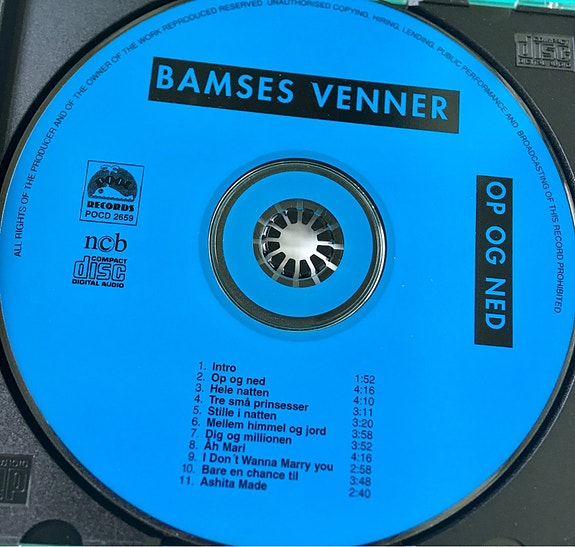 ALL RIGHTS OF THE PRODUCER AND OF THE OWNER OF THE WORK REPRODUCED RESERVED. UNAUTHORISED COPYING, HIRING, LENDING, PUBLIC PERFORMANCE AND BROADCASTING OF THIS RECORD PROHIBITED.
BAMSES VENNER
OP OG NED
RECORDS
POCD 2659
ncb
COMPACT
disc
DIGITAL AUDIO
1. Intro 1:52
2. Op og ned 4:16
3. Hele natten 4:10
4. Tre små prinsesser 3:11
5. Stille i natten 3:20
6. Mellem himmel og jord 3:58
7. Dig og millionen 3:52
8. Åh Mari 4:16
9. I Don´t Wanna Marry you 2:58
10. Bare en chance til 3:48
11. Ashita Made 2:40
COMPACT
disc
DIGITAL AUDIO